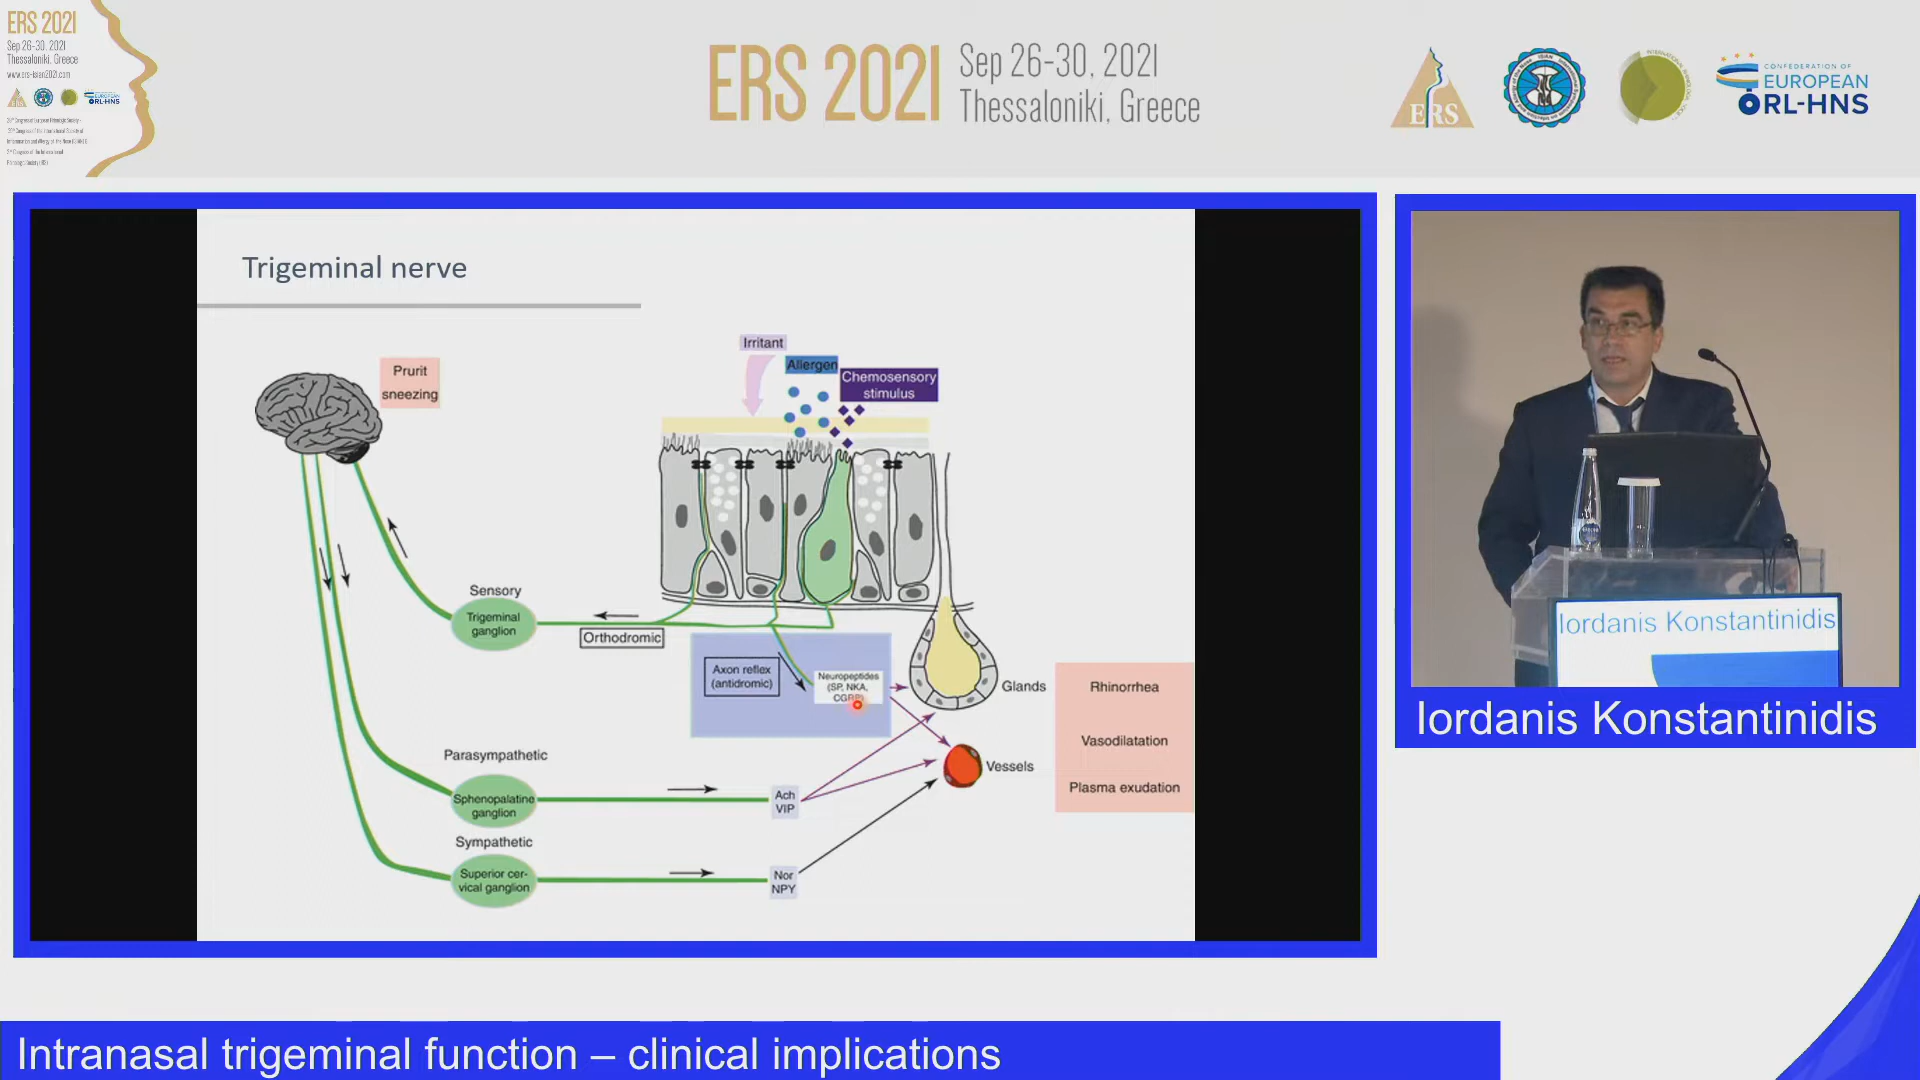 ERS 2021
Sep 26-30, 2021
Thessaloniki, Greece
www.ers-isian2021.com
ERS 2021
Sep 26-30, 2021
Thessaloniki, Greece
ERS
CONFEDERATION OF
EUROPEAN
ORL-HNS
Trigeminal nerve
Prurit
sneezing
Irritant
Allergen
Chemosensory
stimulus
Sensory
Trigeminal
ganglion
Orthodromic
Axon reflex
(antidromic)
Neuropeptides
(SP, NKA,
CGRP)
Glands
Vessels
Rhinorrhea
Vasodilatation
Plasma exudation
Parasympathetic
Sphenopalatine
ganglion
Ach
VIP
Sympathetic
Superior cer-
vical ganglion
Nor
NPY
Iordanis Konstantinidis
Iordanis Konstantinidis
Intranasal trigeminal function – clinical implications